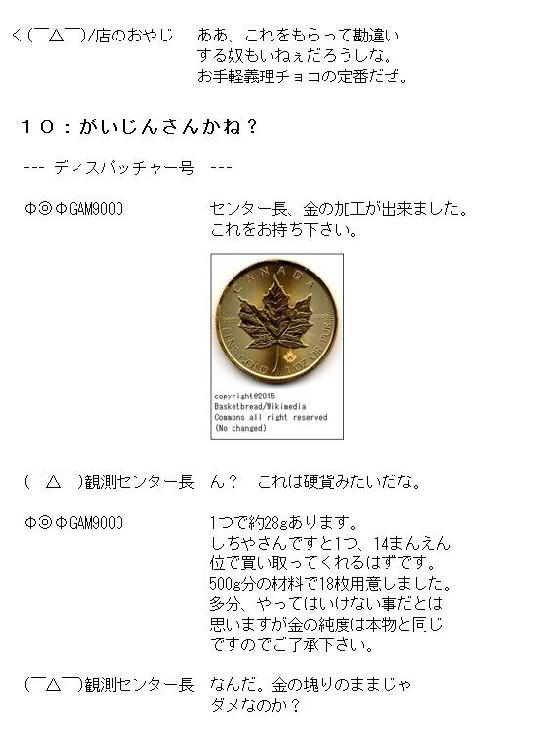 く(￣△￣)/店のおやじ　ああ、これをもらって勘違い
する奴もいねぇだろうしな。
お手軽義理チョコの定番だぜ。
１０：がいじんさんかね？
--- ディスパッチャー号 ---
Φ◎ΦGAM9000　センター長、金の加工が出来ました。
これをお持ち下さい。
CANADA
FINE GOLD 1 OZ OR PUR
copyright©2015
Basketbread/Wikimedia
Commons all right reserved
(No changed)
(　△　)観測センター長　ん？　これは硬貨みたいだな。
Φ◎ΦGAM9000　1つで約28gあります。
しちやさんですと1つ、14まんえん
位で買い取ってくれるはずです。
500g分の材料で18枚用意しました。
多分、やってはいけない事だとは
思いますが金の純度は本物と同じ
ですのでご了承下さい。
(￣△￣)観測センター長　なんだ。金の塊りのままじゃ
ダメなのか？